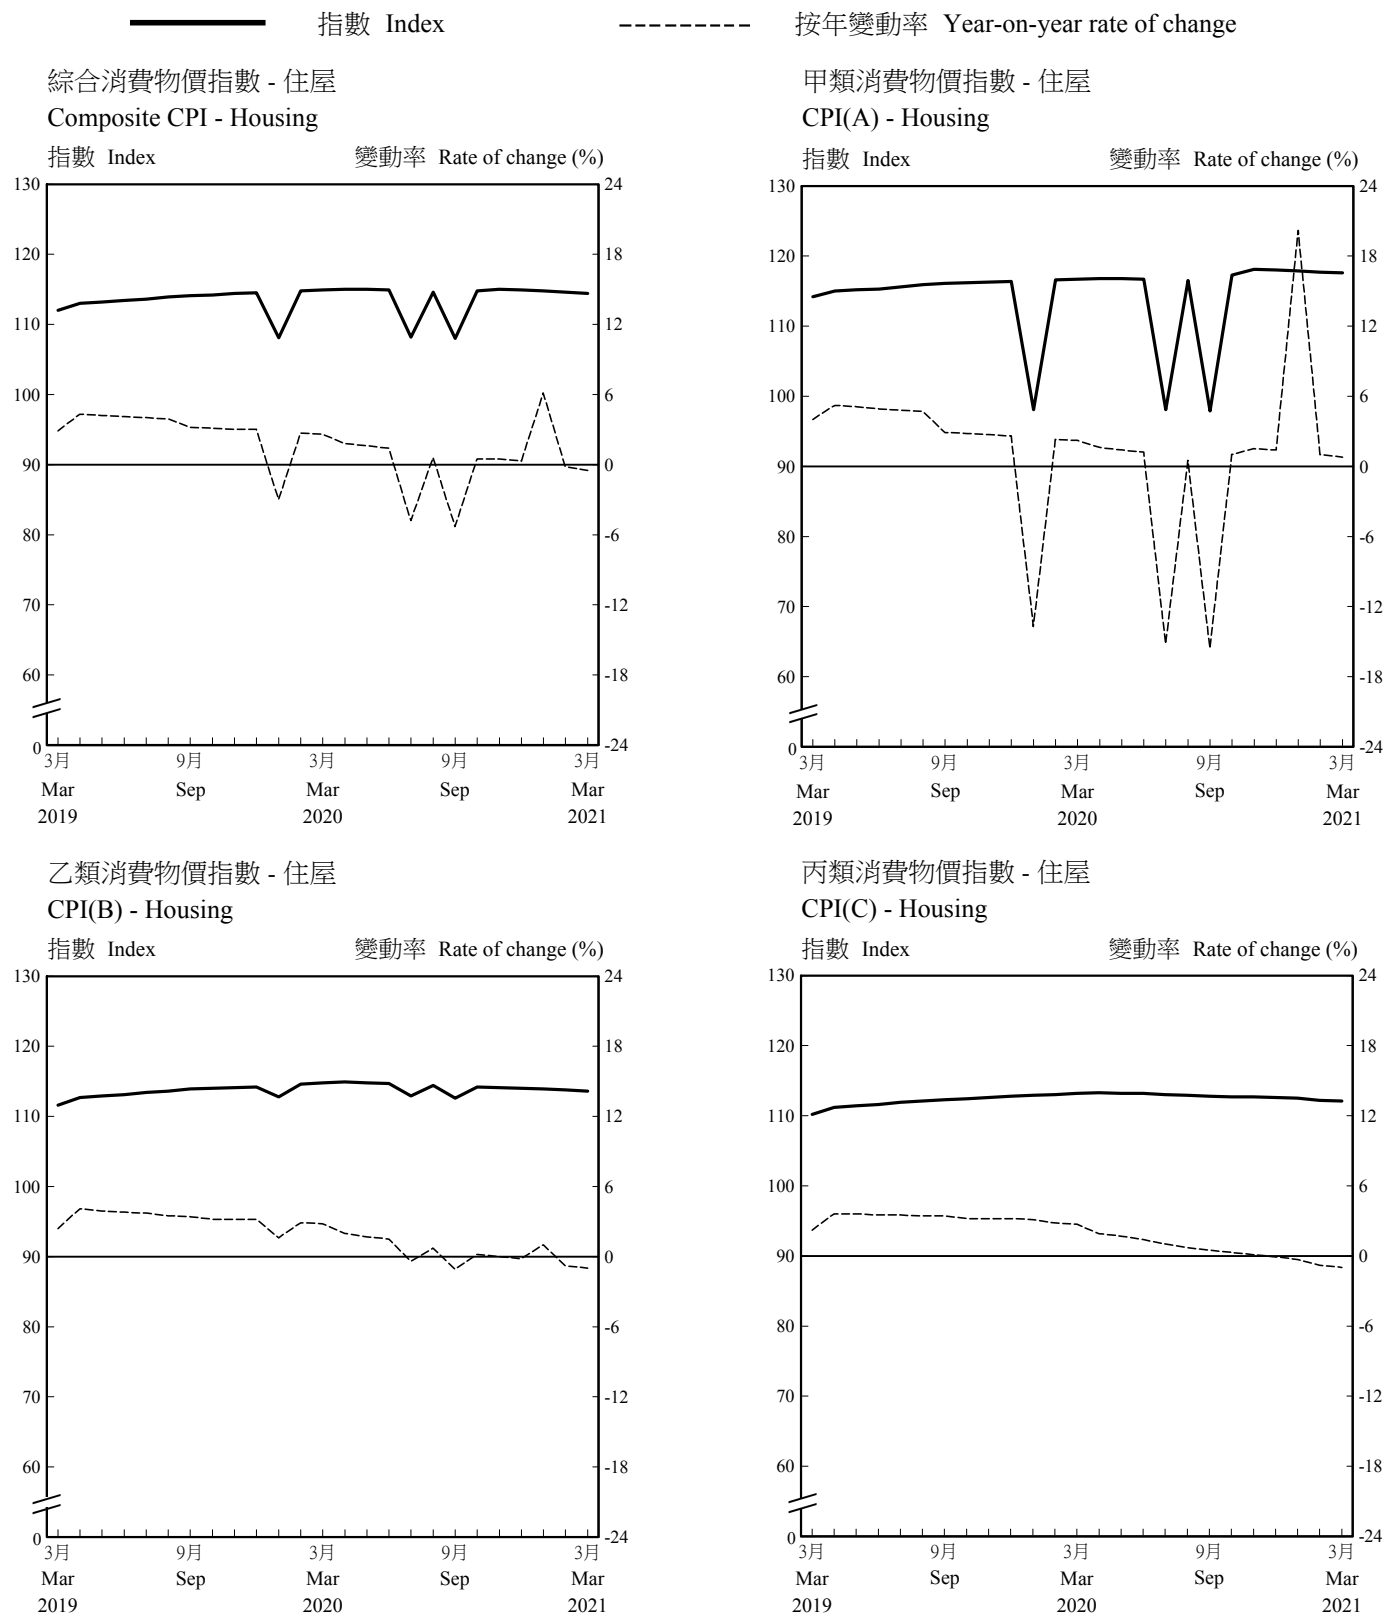 指數 Index 按年變動率 Year-on-year rate of change
綜合消費物價指數 - 住屋
Composite CPI - Housing
指數 Index 變動率 Rate of change (%)
130 24
120 18
110 12
100 6
90 0
80 -6
70 -12
60 -18
0 -24
3月 9月 3月 9月 3月
Mar Sep Mar Sep Mar
2019 2020 2021
甲類消費物價指數 - 住屋
CPI(A) - Housing
指數 Index 變動率 Rate of change (%)
130 24
120 18
110 12
100 6
90 0
80 -6
70 -12
60 -18
0 -24
3月 9月 3月 9月 3月
Mar Sep Mar Sep Mar
2019 2020 2021
乙類消費物價指數 - 住屋
CPI(B) - Housing
指數 Index 變動率 Rate of change (%)
130 24
120 18
110 12
100 6
90 0
80 -6
70 -12
60 -18
0 -24
3月 9月 3月 9月 3月
Mar Sep Mar Sep Mar
2019 2020 2021
丙類消費物價指數 - 住屋
CPI(C) - Housing
指數 Index 變動率 Rate of change (%)
130 24
120 18
110 12
100 6
90 0
80 -6
70 -12
60 -18
0 -24
3月 9月 3月 9月 3月
Mar Sep Mar Sep Mar
2019 2020 2021